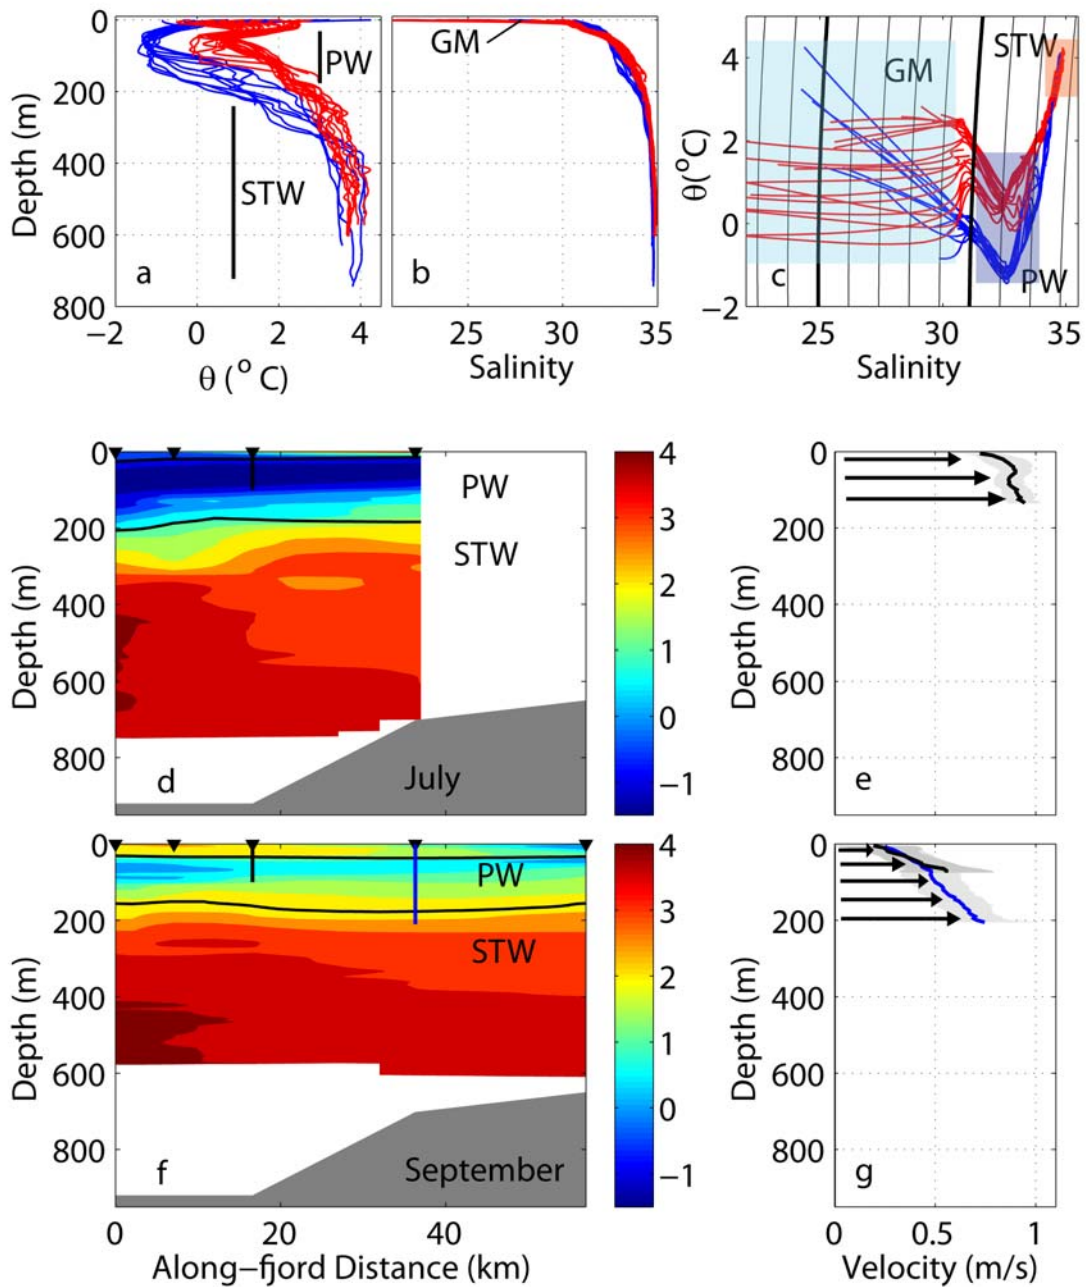 0
200
400
600
800
Depth (m)
PW
STW
a
−2
0
2
4
θ (° C)
GM
b
25
30
35
Salinity
4
2
0
−2
θ(°C)
GM
STW
PW
c
25
30
35
Salinity
0
200
400
600
800
Depth (m)
PW
STW
d
July
4
3
2
1
0
−1
0
200
400
600
800
Depth (m)
e
0
200
400
600
800
Depth (m)
PW
STW
f
September
0
20
40
Along−fjord Distance (km)
4
3
2
1
0
−1
0
200
400
600
800
Depth (m)
g
0
0.5
1
Velocity (m/s)